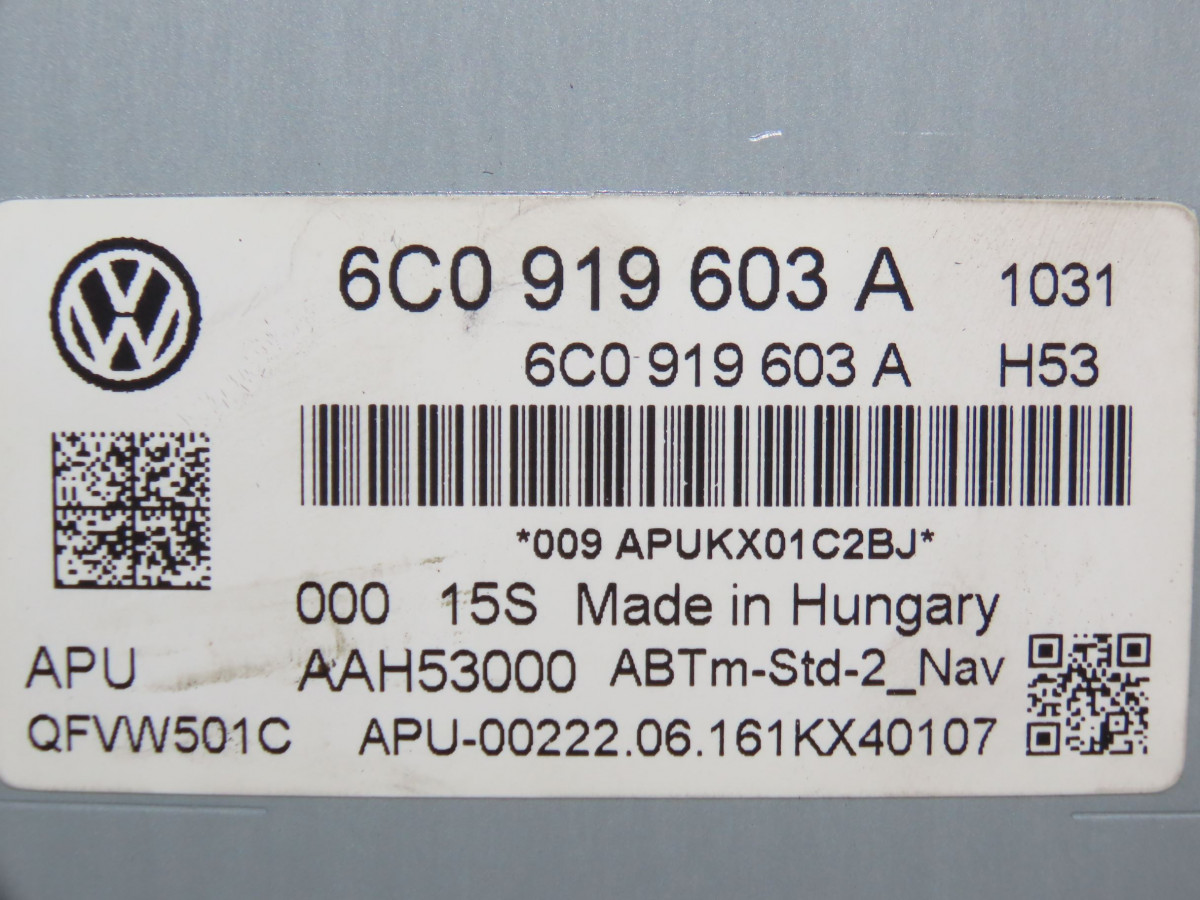 6C0 919 603 A 1031
6C0 919 603 A H53
*009 APUKX01C2BJ*
000 15S Made in Hungary
APU AAH53000 ABTm-Std-2_Nav
QFVW501C APU-00222.06.161KX40107